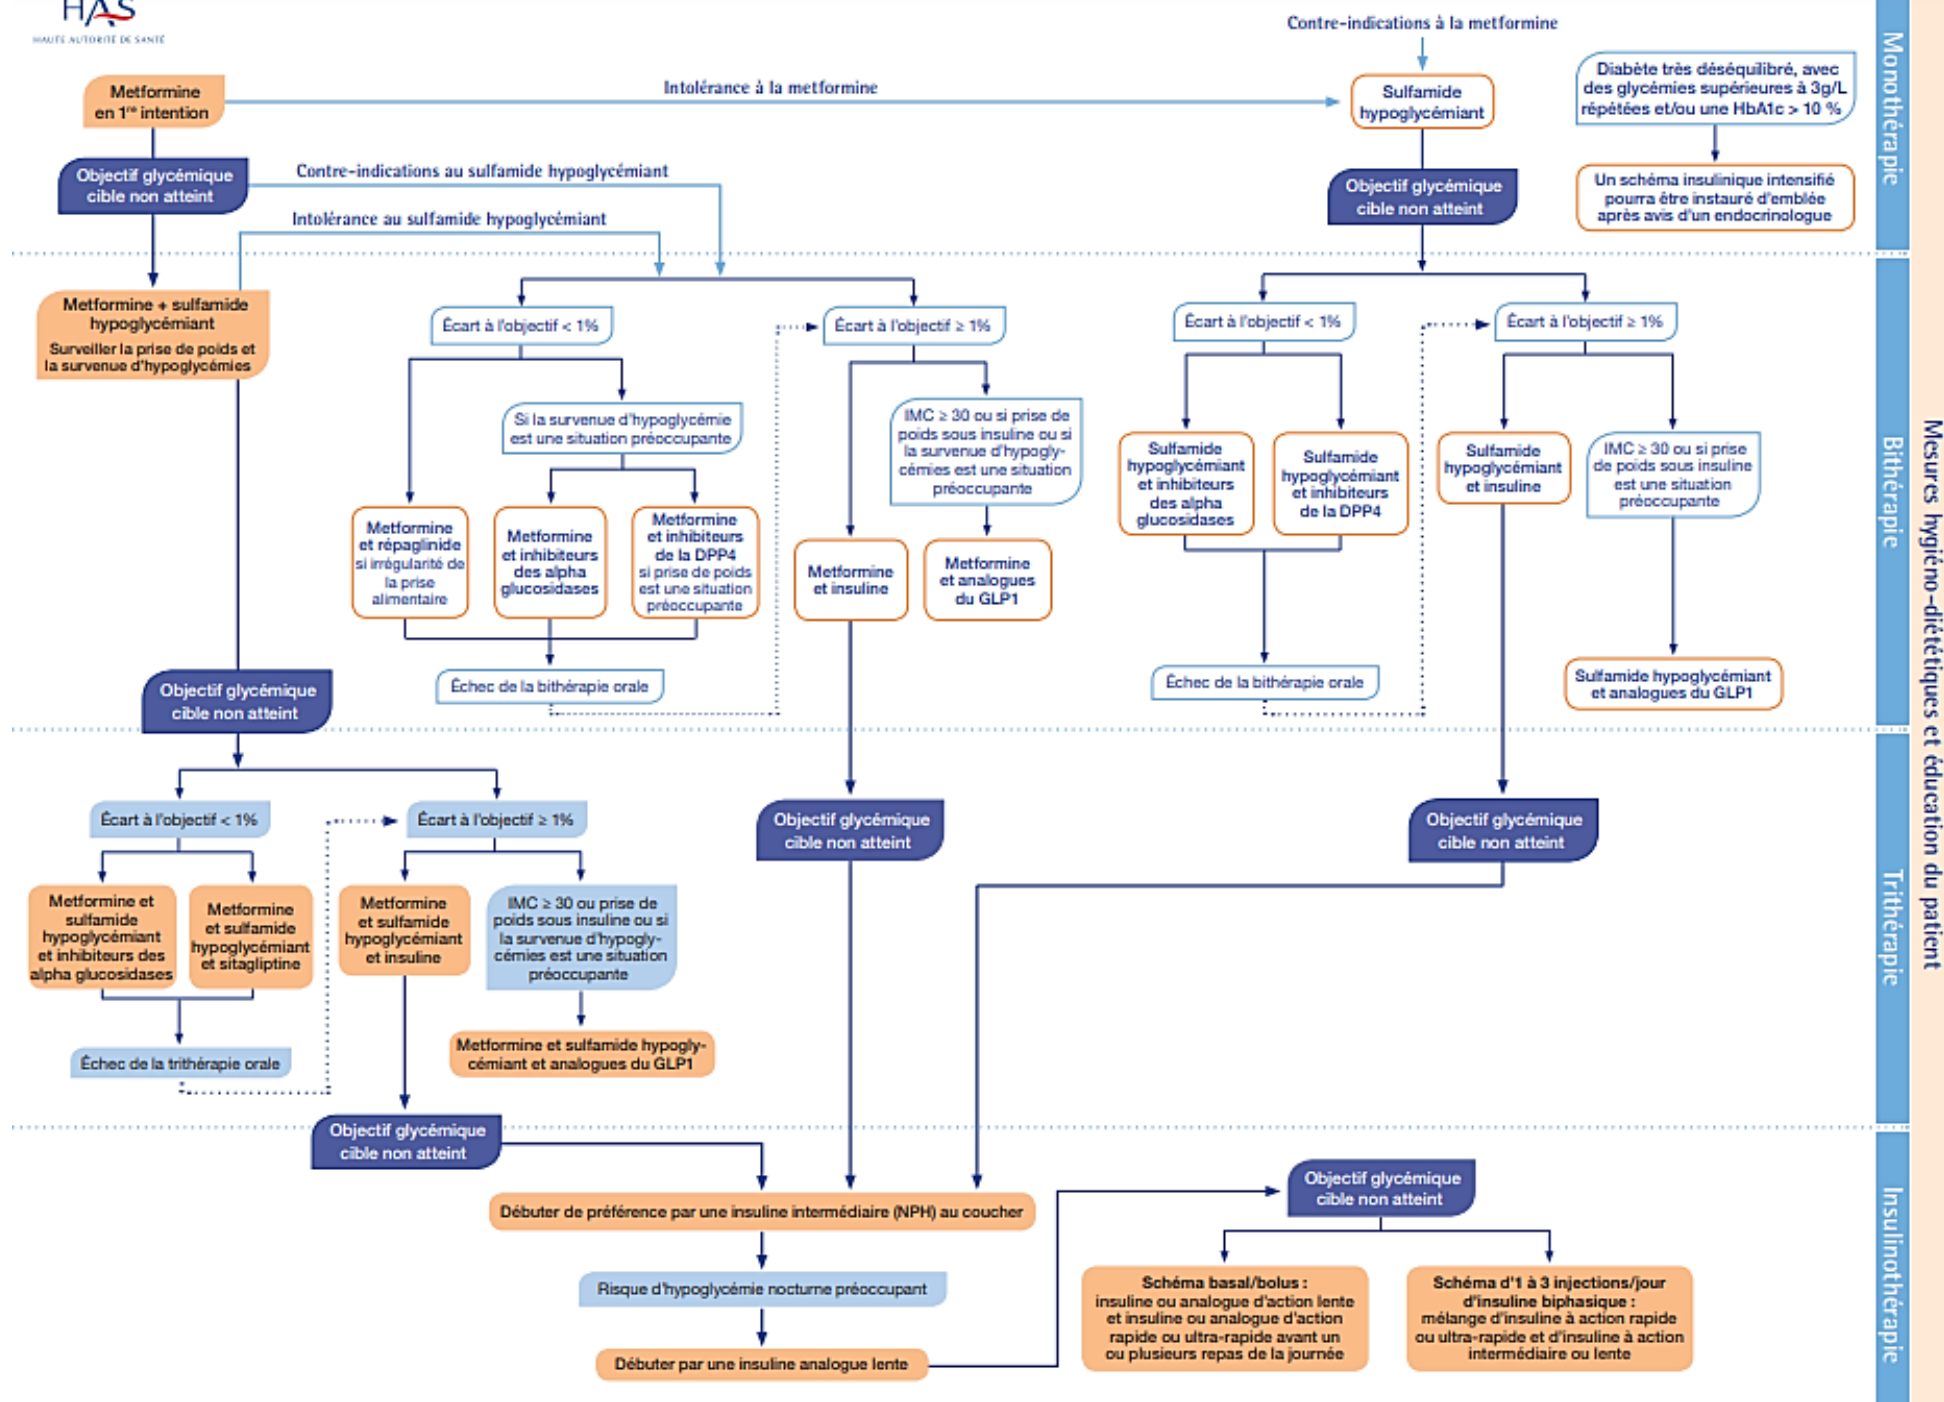 HAS
HAUTE AUTORITÉ DE SANTÉ
Contre-indications à la metformine
Metformine
en 1re intention
Intolérance à la metformine
Sulfamide
hypoglycémiant
Diabète très déséquilibré, avec
des glycémies supérieures à 3g/L
répétées et/ou une HbA1c > 10 %
Monothérapie
Objectif glycémique
cible non atteint
Contre-indications au sulfamide hypoglycémiant
Intolérance au sulfamide hypoglycémiant
Objectif glycémique
cible non atteint
Un schéma insulinique intensifié
pourra être instauré d'emblée
après avis d'un endocrinologue
Metformine + sulfamide
hypoglycémiant
Surveiller la prise de poids et
la survenue d'hypoglycémies
Écart à l'objectif < 1%
Écart à l'objectif ≥ 1%
Écart à l'objectif < 1%
Écart à l'objectif ≥ 1%
Si la survenue d'hypoglycémie
est une situation préoccupante
IMC ≥ 30 ou si prise de
poids sous insuline ou si
la survenue d'hypogly-
cémies est une situation
préoccupante
Sulfamide
hypoglycémiant
et inhibiteurs
des alpha
glucosidases
Sulfamide
hypoglycémiant
et inhibiteurs
de la DPP4
Sulfamide
hypoglycémiant
et insuline
IMC ≥ 30 ou si prise
de poids sous insuline
est une situation
préoccupante
Bithérapie
Metformine
et répaglinide
si irrégularité de
la prise
alimentaire
Metformine
et inhibiteurs
des alpha
glucosidases
Metformine
et inhibiteurs
de la DPP4
si prise de poids
est une situation
préoccupante
Metformine
et insuline
Metformine
et analogues
du GLP1
Échec de la bithérapie orale
Échec de la bithérapie orale
Sulfamide hypoglycémiant
et analogues du GLP1
Objectif glycémique
cible non atteint
Mesures hygiéno-diététiques et éducation du patient
Écart à l'objectif < 1%
Écart à l'objectif ≥ 1%
Objectif glycémique
cible non atteint
Objectif glycémique
cible non atteint
Metformine et
sulfamide
hypoglycémiant
et inhibiteurs des
alpha glucosidases
Metformine
et sulfamide
hypoglycémiant
et sitagliptine
Metformine
et sulfamide
hypoglycémiant
et insuline
IMC ≥ 30 ou prise de
poids sous insuline ou si
la survenue d'hypogly-
cémies est une situation
préoccupante
Trithérapie
Échec de la trithérapie orale
Metformine et sulfamide hypogly-
cémiant et analogues du GLP1
Objectif glycémique
cible non atteint
Débuter de préférence par une insuline intermédiaire (NPH) au coucher
Objectif glycémique
cible non atteint
Risque d'hypoglycémie nocturne préoccupant
Débuter par une insuline analogue lente
Schéma basal/bolus :
insuline ou analogue d'action lente
et insuline ou analogue d'action
rapide ou ultra-rapide avant un
ou plusieurs repas de la journée
Schéma d'1 à 3 injections/jour
d'insuline biphasique :
mélange d'insuline à action rapide
ou ultra-rapide et d'insuline à action
intermédiaire ou lente
Insulinothérapie